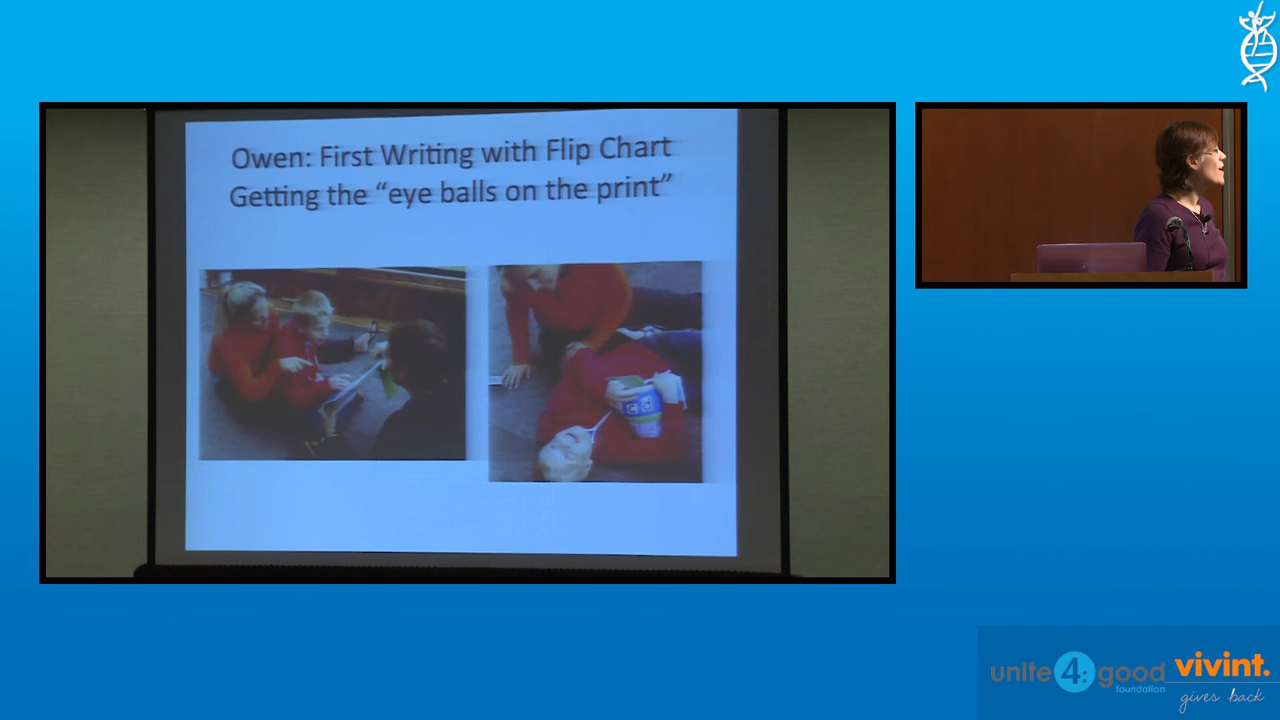 Owen: First Writing with Flip Chart
Getting the “eye balls on the print”
c d
unite 4: good
foundation
vivint.
gives back